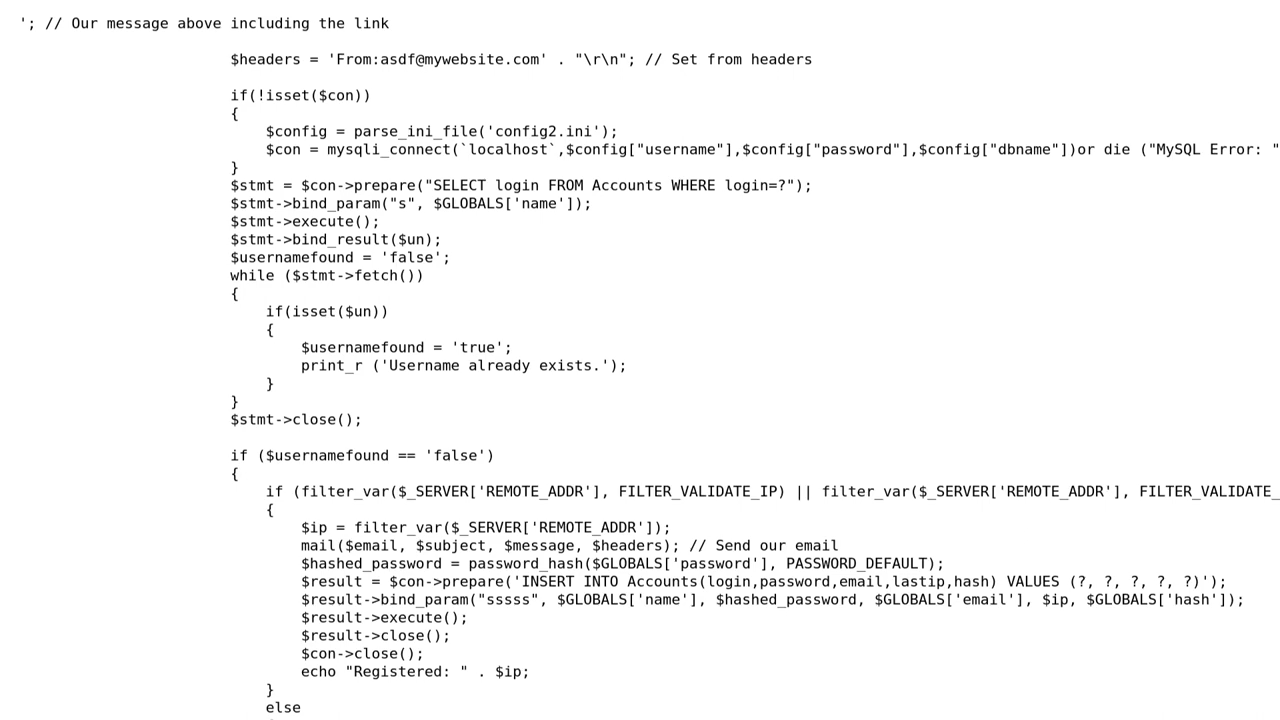 '; // Our message above including the link
$headers = 'From:asdf@mywebsite.com' . "\r\n"; // Set from headers
if(!isset($con))
{
$config = parse_ini_file('config2.ini');
$con = mysqli_connect(`localhost`,$config["username"],$config["password"],$config["dbname"])or die ("MySQL Error: "
}
$stmt = $con->prepare("SELECT login FROM Accounts WHERE login=?");
$stmt->bind_param("s", $GLOBALS['name']);
$stmt->execute();
$stmt->bind_result($un);
$usernamefound = 'false';
while ($stmt->fetch())
{
if(isset($un))
{
$usernamefound = 'true';
print_r ('Username already exists.');
}
}
$stmt->close();
if ($usernamefound == 'false')
{
if (filter_var($_SERVER['REMOTE_ADDR'], FILTER_VALIDATE_IP) || filter_var($_SERVER['REMOTE_ADDR'], FILTER_VALIDATE_
{
$ip = filter_var($_SERVER['REMOTE_ADDR']);
mail($email, $subject, $message, $headers); // Send our email
$hashed_password = password_hash($GLOBALS['password'], PASSWORD_DEFAULT);
$result = $con->prepare('INSERT INTO Accounts(login,password,email,lastip,hash) VALUES (?, ?, ?, ?, ?)');
$result->bind_param("sssss", $GLOBALS['name'], $hashed_password, $GLOBALS['email'], $ip, $GLOBALS['hash']);
$result->execute();
$result->close();
$con->close();
echo "Registered: " . $ip;
}
else